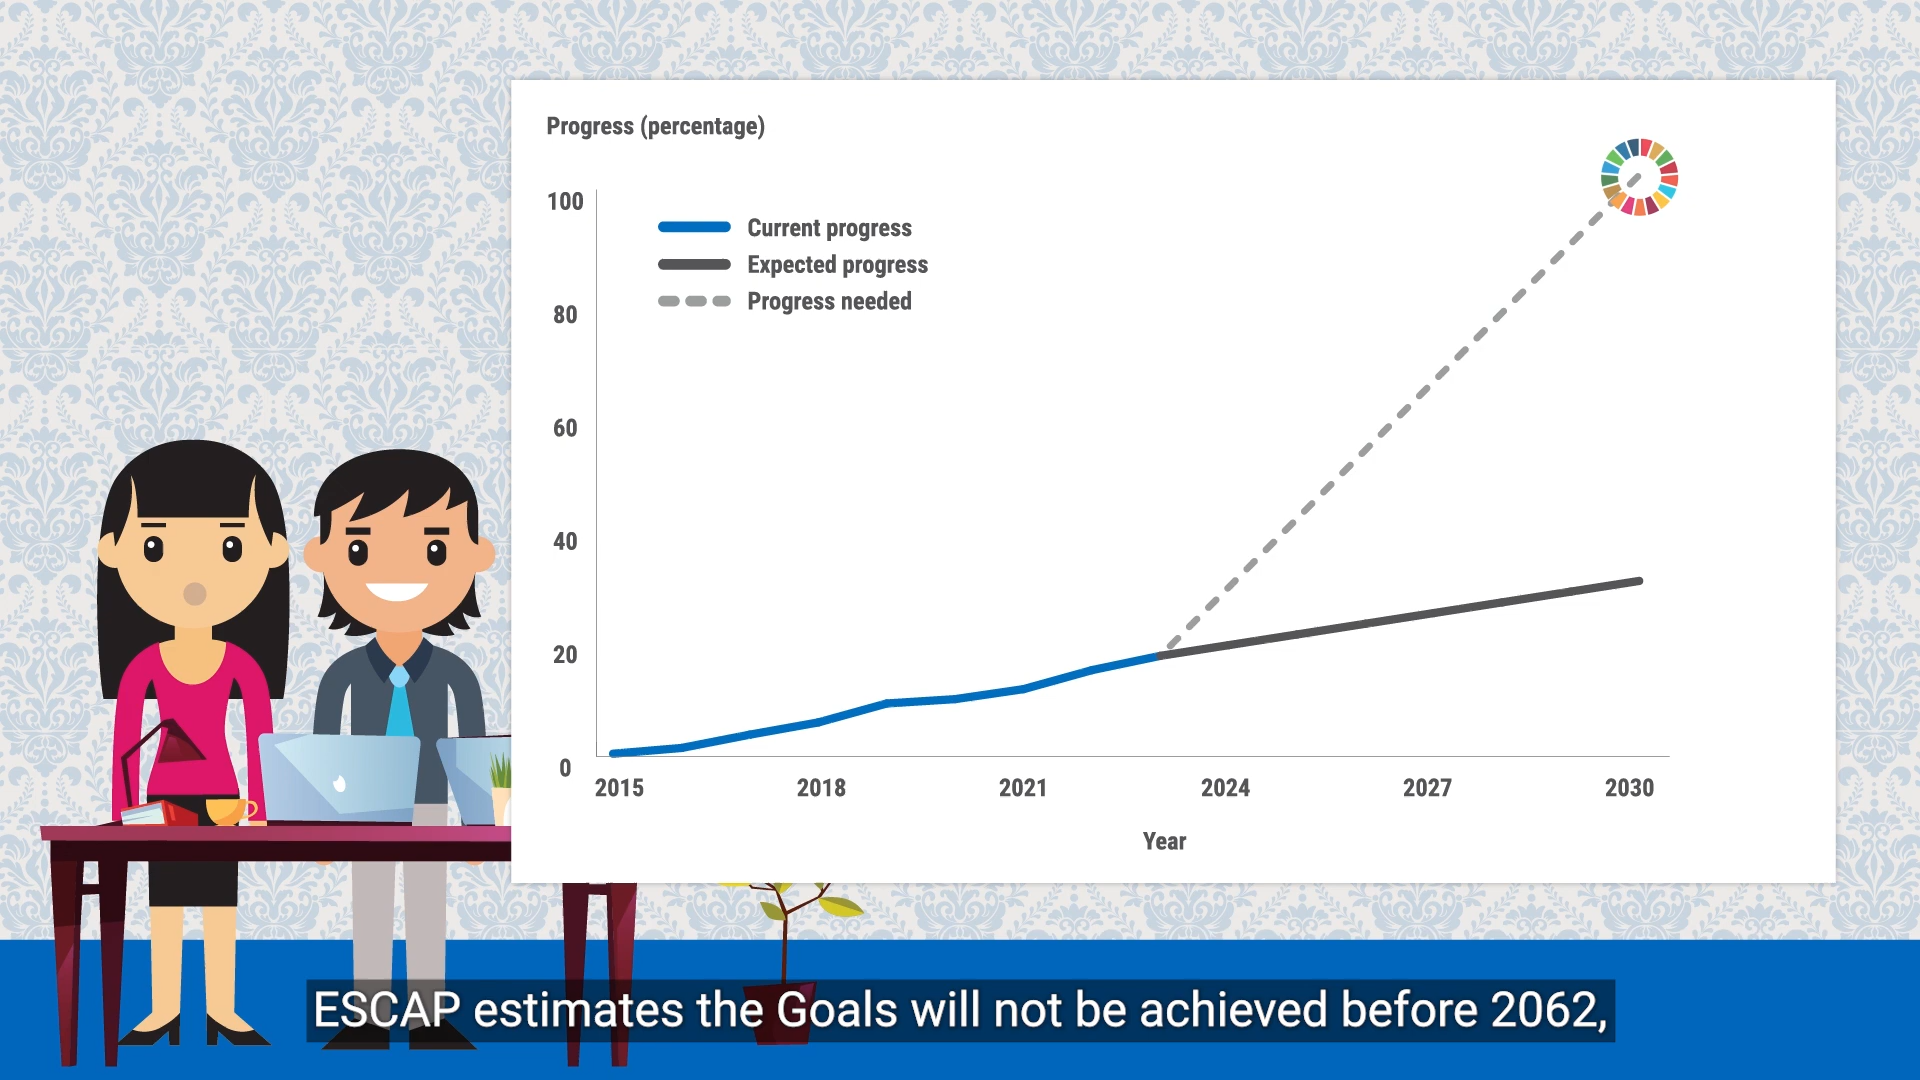 Progress (percentage)
100
Current progress
Expected progress
Progress needed
80
60
40
20
0
2015 2018 2021 2024 2027 2030
Year
ESCAP estimates the Goals will not be achieved before 2062,